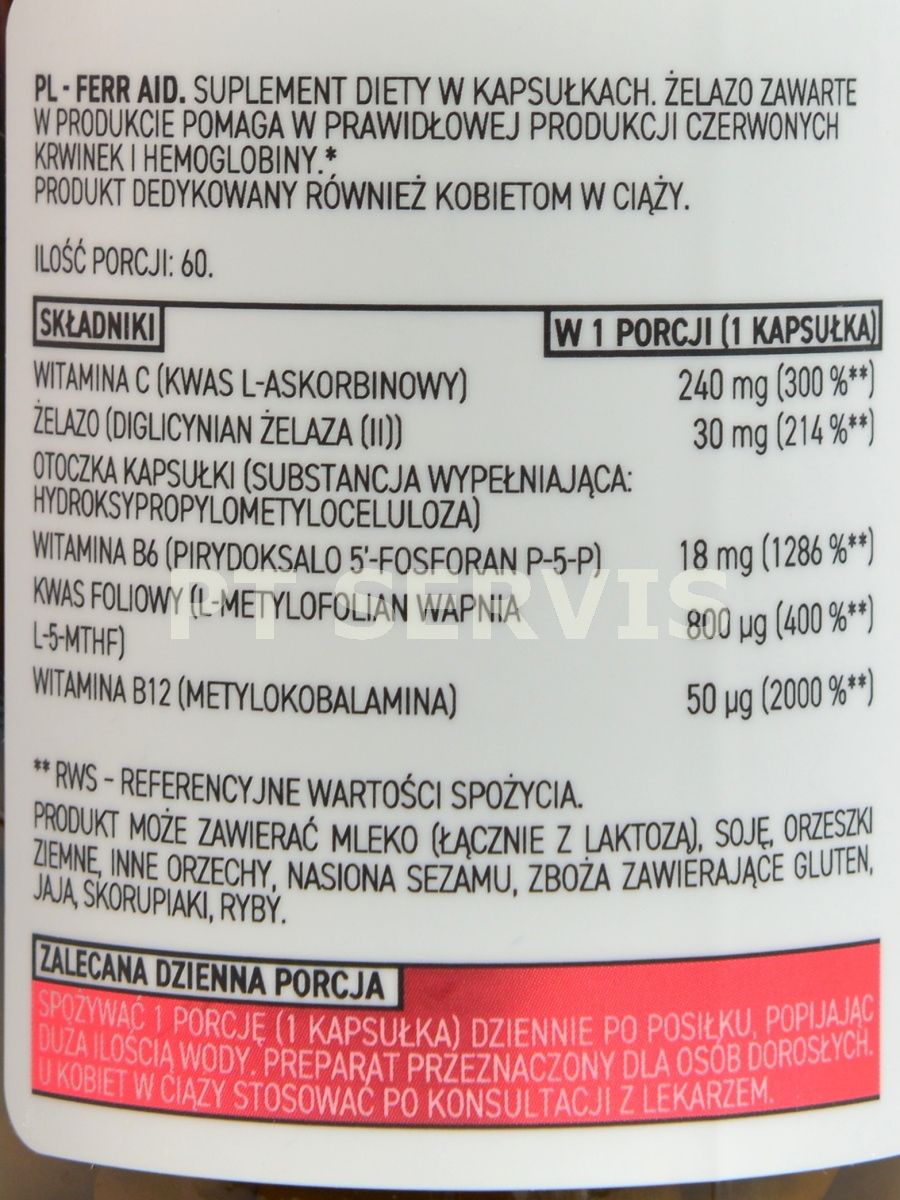 PL - FERR AID. SUPLEMENT DIETY W KAPSUŁKACH. ŻELAZO ZAWARTE
W PRODUKCIE POMAGA W PRAWIDŁOWEJ PRODUKCJI CZERWONYCH
KRWINEK I HEMOGLOBINY.*
PRODUKT DEDYKOWANY RÓWNIEŻ KOBIETOM W CIĄŻY.
ILOŚĆ PORCJI: 60.
SKŁADNIKI W 1 PORCJI (1 KAPSUŁKA)
WITAMINA C (KWAS L-ASKORBINOWY) 240 mg (300 %**)
ŻELAZO (DIGLICYNIAN ŻELAZA (II)) 30 mg (214 %**)
OTOCZKA KAPSUŁKI (SUBSTANCJA WYPEŁNIAJĄCA:
HYDROKSYPROPYLOMETYLOCELULOZA)
WITAMINA B6 (PIRYDOKSALO 5'-FOSFORAN P-5-P) 18 mg (1286 %**)
PT SERVIS
KWAS FOLIOWY (L-METYLOFOLIAN WAPNIA 800 µg (400 %**)
L-5-MTHF)
WITAMINA B12 (METYLOKOBALAMINA) 50 µg (2000 %**)
** RWS - REFERENCYJNE WARTOŚCI SPOŻYCIA.
PRODUKT MOŻE ZAWIERAĆ MLEKO (ŁĄCZNIE Z LAKTOZĄ), SOJĘ, ORZESZKI
ZIEMNE, INNE ORZECHY, NASIONA SEZAMU, ZBOŻA ZAWIERAJĄCE GLUTEN,
JAJA, SKORUPIAKI, RYBY.
ZALECANA DZIENNA PORCJA
SPOŻYWAĆ 1 PORCJĘ (1 KAPSUŁKA) DZIENNIE PO POSIŁKU, POPIJAJĄC
DUŻA ILOŚCIĄ WODY. PREPARAT PRZEZNACZONY DLA OSÓB DOROSŁYCH.
U KOBIET W CIĄŻY STOSOWAĆ PO KONSULTACJI Z LEKARZEM.